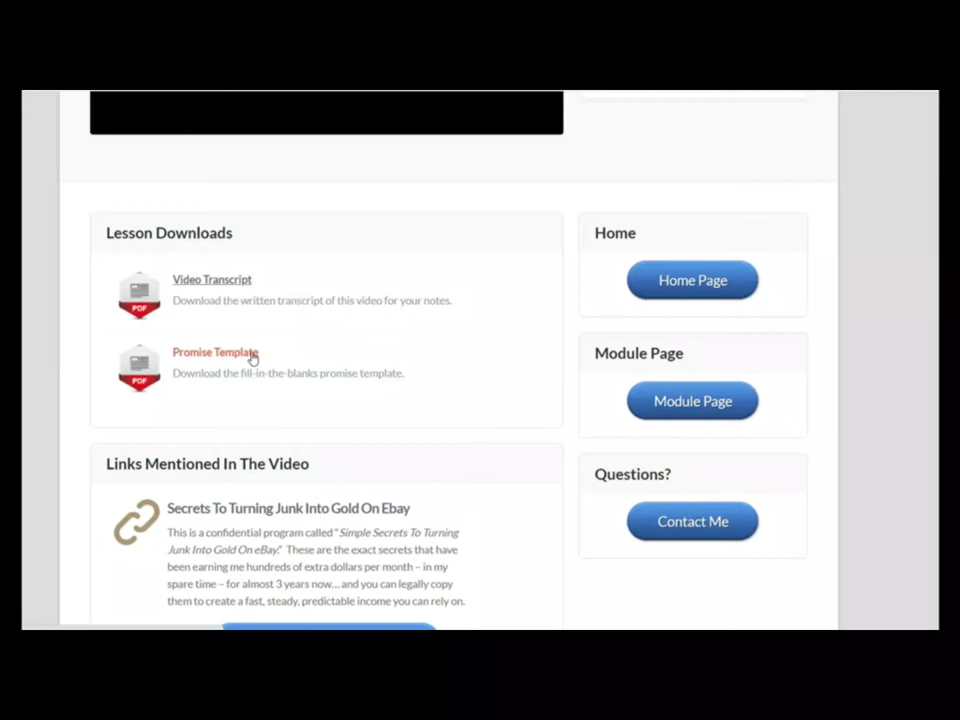 Lesson Downloads
PDF
Video Transcript
Download the written transcript of this video for your notes.
PDF
Promise Template
Download the fill-in-the-blanks promise template.
Links Mentioned In The Video
Secrets To Turning Junk Into Gold On Ebay
This is a confidential program called "Simple Secrets To Turning
Junk Into Gold On eBay." These are the exact secrets that have
been earning me hundreds of extra dollars per month – in my
spare time – for almost 3 years now... and you can legally copy
them to create a fast, steady, predictable income you can rely on.
Home
Home Page
Module Page
Module Page
Questions?
Contact Me